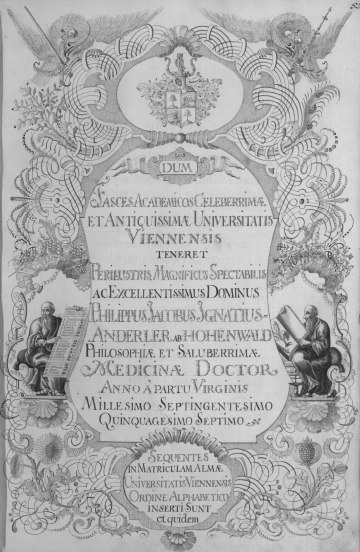 DUM
FASCES ACADEMICOS CELEBERRIMÆ
ET ANTIQUISSIMÆ UNIVERSITATIS
VIENNENSIS
TENERET
PERILLUSTRIS, MAGNIFICUS SPECTABILIS
AC EXCELLENTISSIMUS DOMINUS
PHILIPPUS JACOBUS IGNATIUS
ANDERLER AB HOHENWALD
PHILOSOPHIÆ ET SALUBERRIMÆ
MEDICINÆ DOCTOR
ANNO â PARTU VIRGINIS
MILLESIMO SEPTINGENTESIMO
QUINQUAGESIMO SEPTIMO
SEQUENTES
IN MATRICULAM ALMÆ
UNIVERSITATIS VIENNENSIS
ORDINE ALPHABETICO
INSERTI SUNT
et quidem